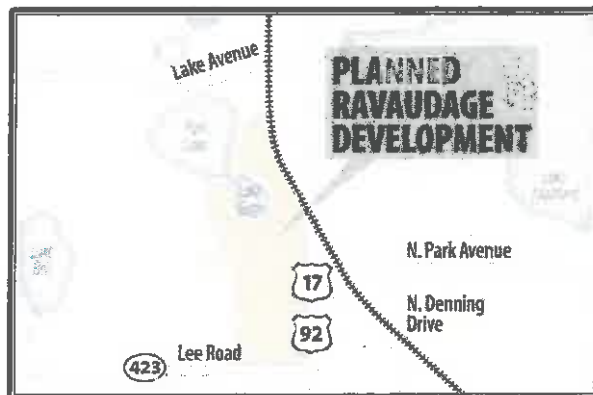 Lake Avenue
PLANNED
RAVAUDAGE
DEVELOPMENT
N. Park Avenue
17
N. Denning
Drive
92
Lee Road
423